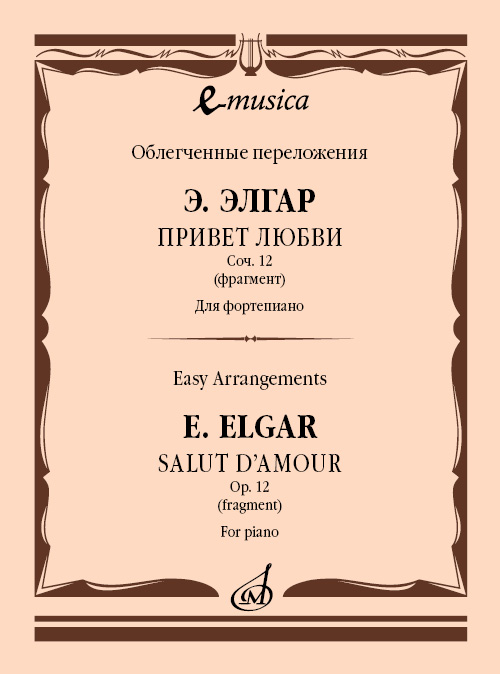 e-musica
Облегченные переложения
Э. ЭЛГАР
ПРИВЕТ ЛЮБВИ
Соч. 12
(фрагмент)
Для фортепиано
Easy Arrangements
E. ELGAR
SALUT D’AMOUR
Op. 12
(fragment)
For piano